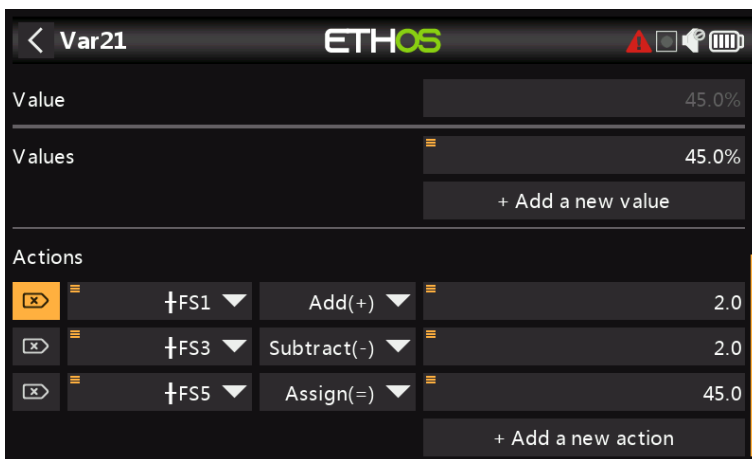 Var21 ETHOS
Value 45.0%
Values 45.0%
+ Add a new value
Actions
╂FS1 Add(+) 2.0
╂FS3 Subtract(-) 2.0
╂FS5 Assign(=) 45.0
+ Add a new action